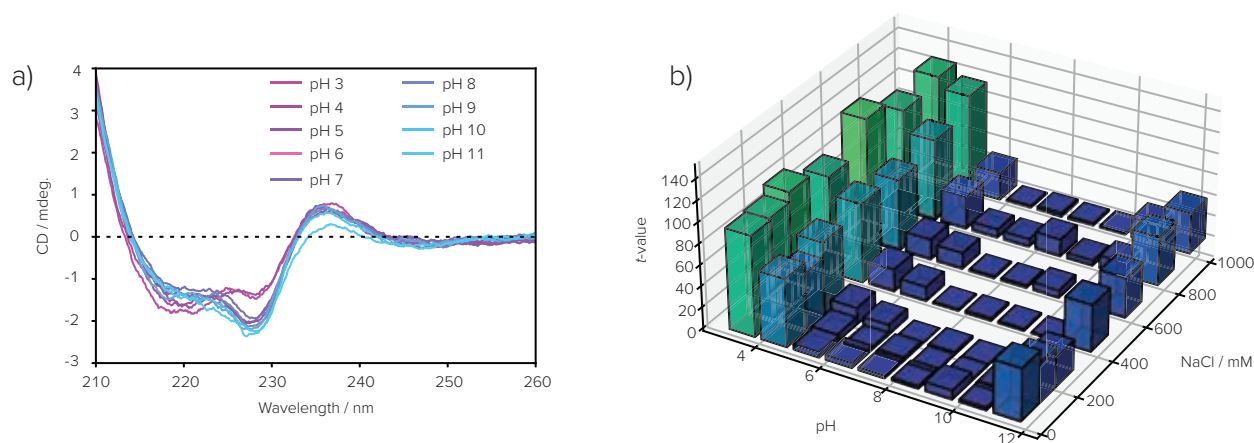 a)
CD / mdeg.
4
3
2
1
0
-1
-2
-3
210
220
230
240
250
260
Wavelength / nm
pH 3
pH 4
pH 5
pH 6
pH 7
pH 8
pH 9
pH 10
pH 11
b)
t-value
140
120
100
80
60
40
20
0
4
6
8
10
12
pH
0
200
400
600
800
1000
NaCl / mM